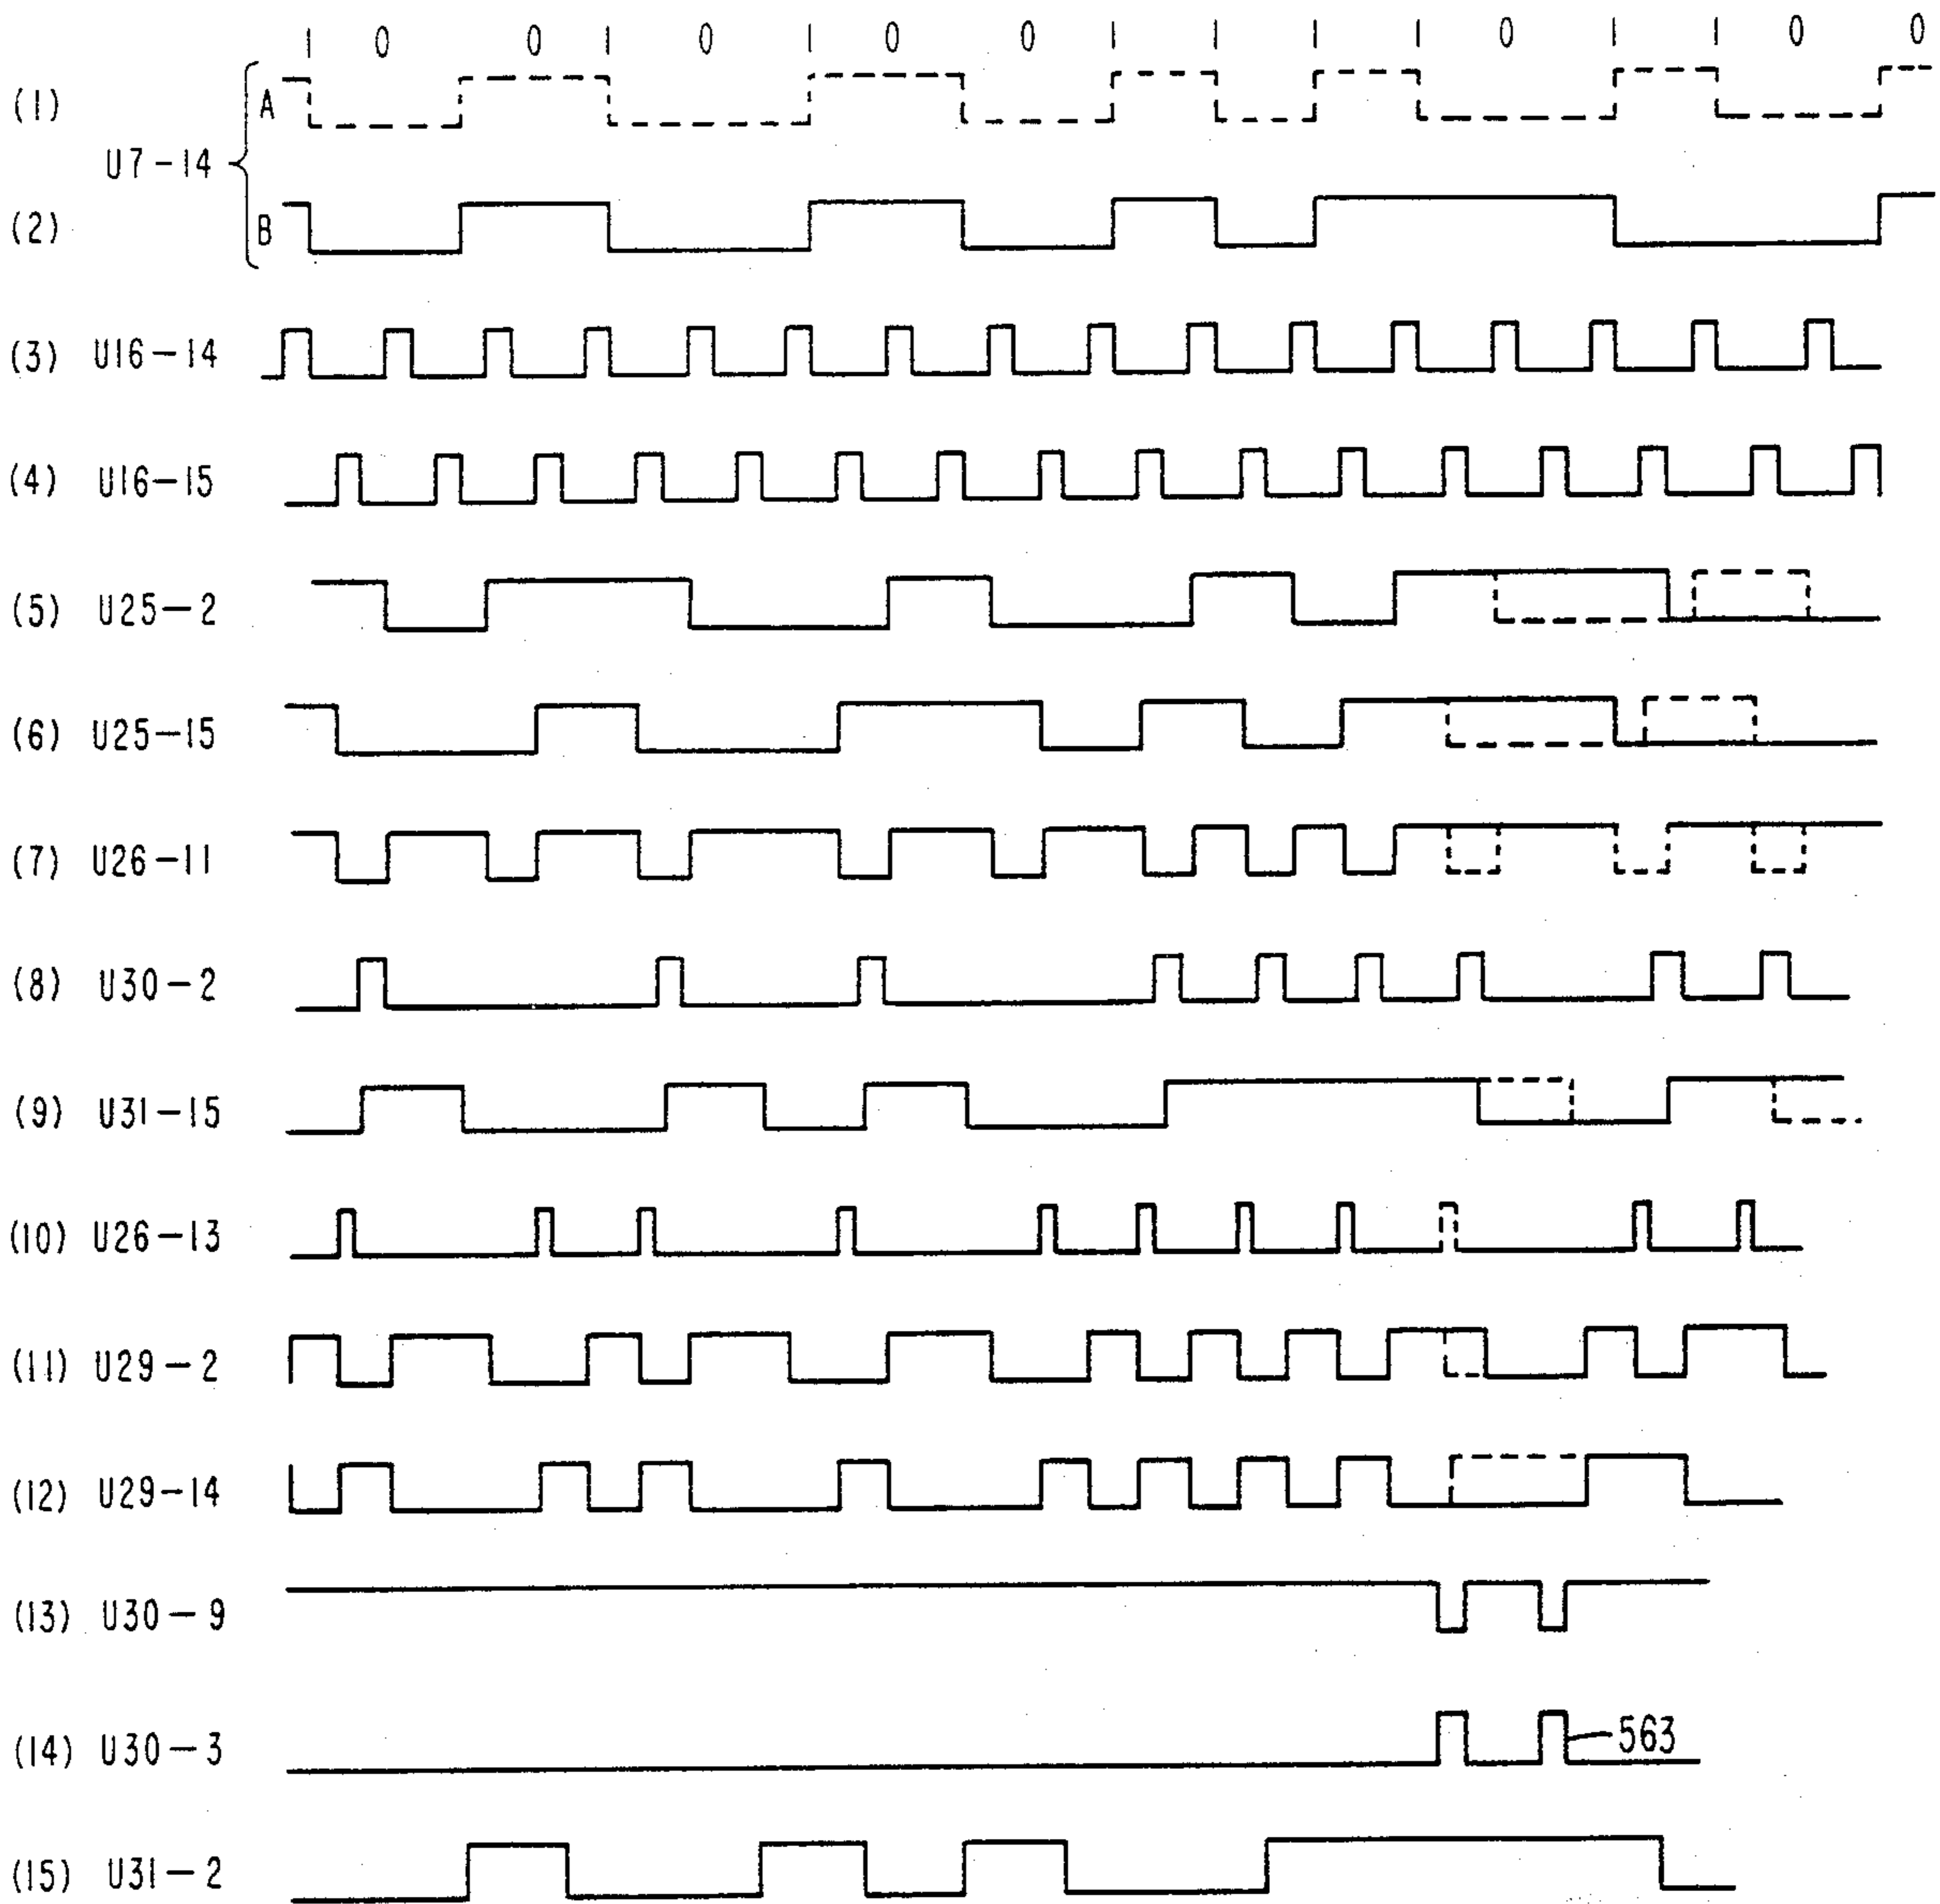 1 0 0 1 0 1 0 0 1 1 1 1 0 1 1 0 0
(1) A
U7-14
(2) B
(3) U16-14
(4) U16-15
(5) U25-2
(6) U25-15
(7) U26-11
(8) U30-2
(9) U31-15
(10) U26-13
(11) U29-2
(12) U29-14
(13) U30-9
(14) U30-3 563
(15) U31-2